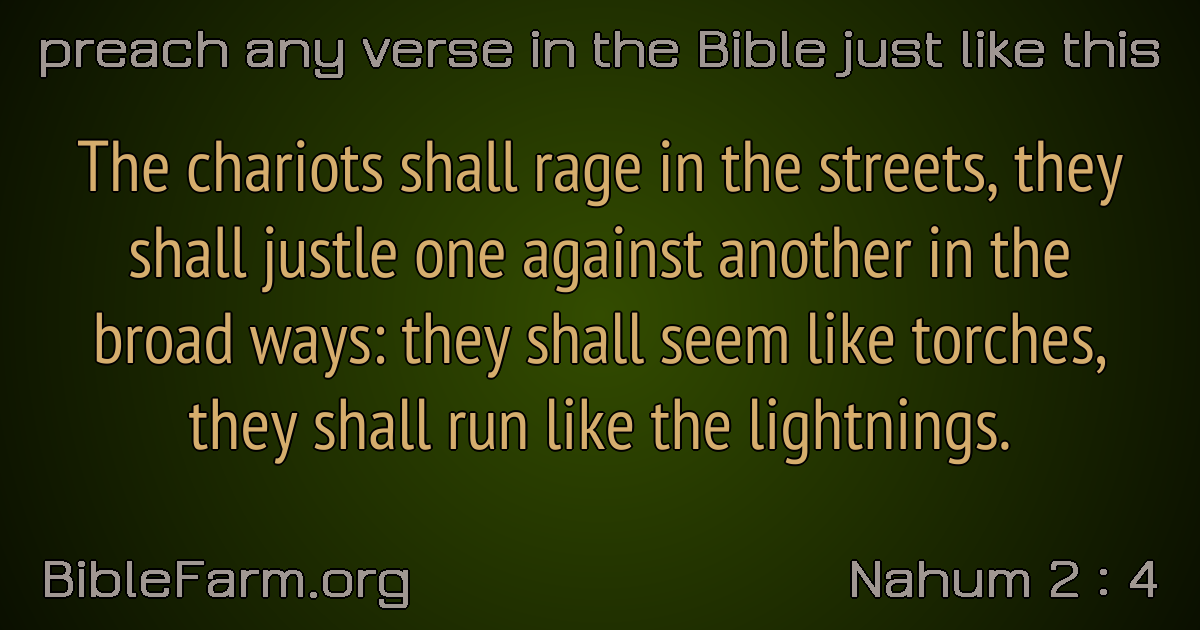 preach any verse in the Bible just like this
The chariots shall rage in the streets, they
shall justle one against another in the
broad ways: they shall seem like torches,
they shall run like the lightnings.
BibleFarm.org
Nahum 2 : 4